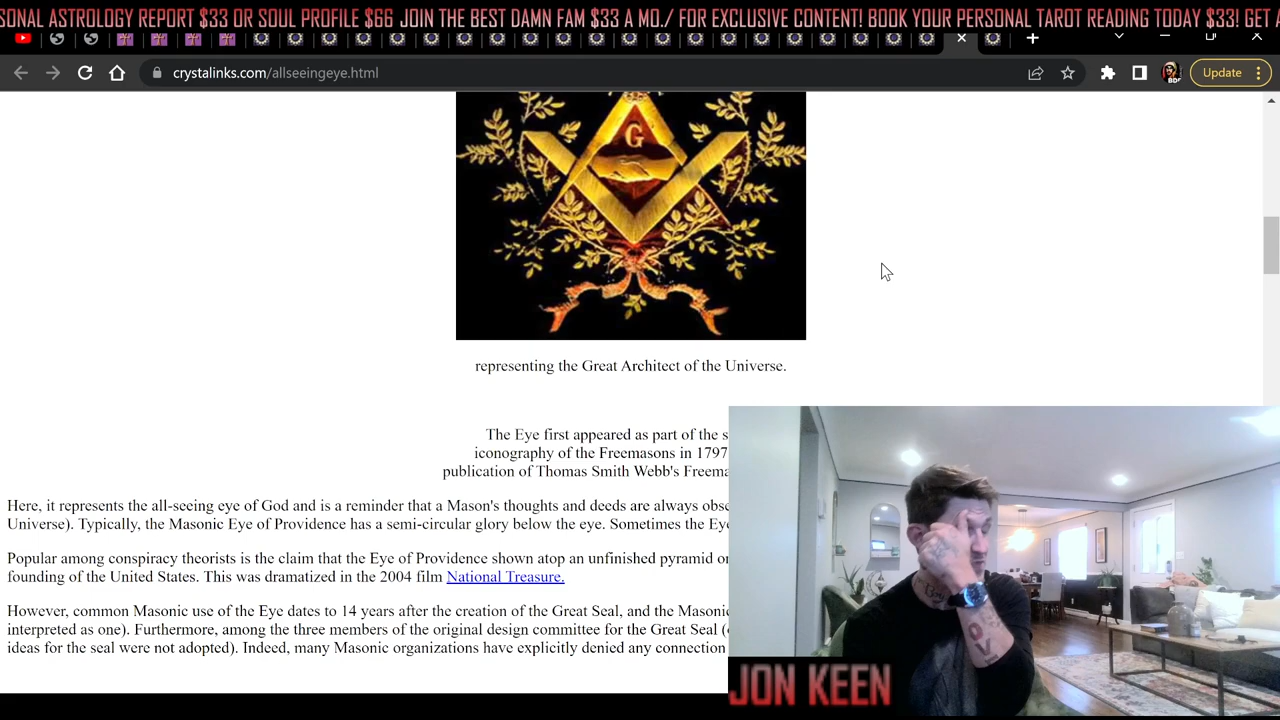 SONAL ASTROLOGY REPORT $33 OR SOUL PROFILE $66 JOIN THE BEST DAMN FAM $33 A MO./ FOR EXCLUSIVE CONTENT! BOOK YOUR PERSONAL TAROT READING TODAY $33! GET
crystalinks.com/allseeingeye.html
Update
G
representing the Great Architect of the Universe.
The Eye first appeared as part of the s
iconography of the Freemasons in 1797
publication of Thomas Smith Webb's Freema
Here, it represents the all-seeing eye of God and is a reminder that a Mason's thoughts and deeds are always obse
Universe). Typically, the Masonic Eye of Providence has a semi-circular glory below the eye. Sometimes the Eye
Popular among conspiracy theorists is the claim that the Eye of Providence shown atop an unfinished pyramid or
founding of the United States. This was dramatized in the 2004 film National Treasure.
However, common Masonic use of the Eye dates to 14 years after the creation of the Great Seal, and the Masonic
interpreted as one). Furthermore, among the three members of the original design committee for the Great Seal (
ideas for the seal were not adopted). Indeed, many Masonic organizations have explicitly denied any connection
JON KEEN